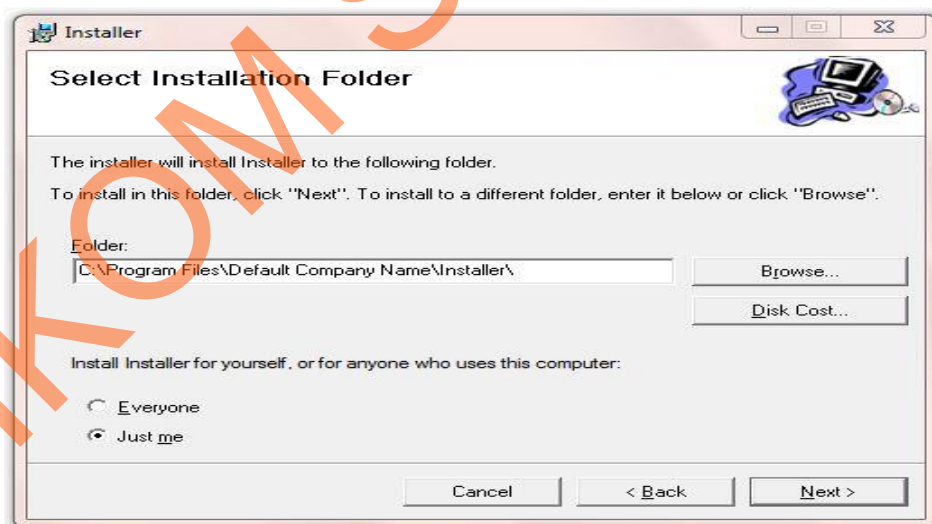 Installer
Select Installation Folder
The installer will install Installer to the following folder.
To install in this folder, click "Next". To install to a different folder, enter it below or click "Browse".
Folder:
C:\Program Files\Default Company Name\Installer\
Browse...
Disk Cost...
Install Installer for yourself, or for anyone who uses this computer:
Everyone
Just me
Cancel
< Back
Next >